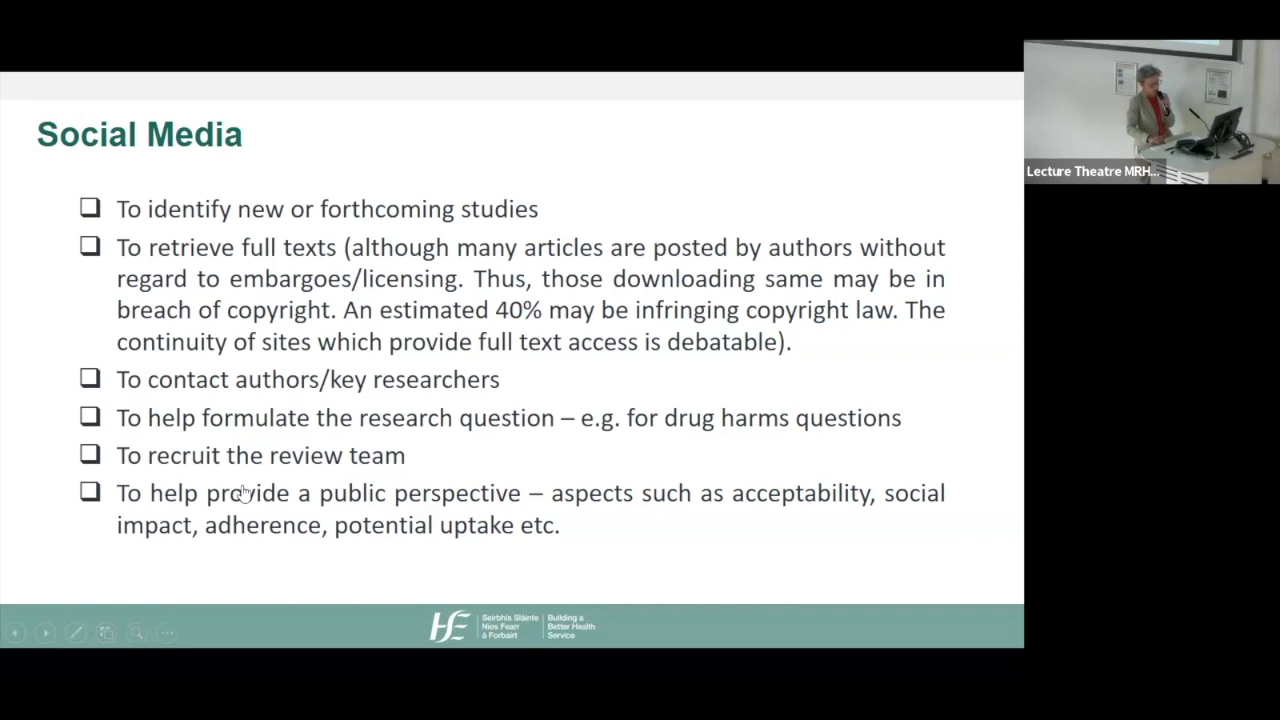 Social Media
To identify new or forthcoming studies
To retrieve full texts (although many articles are posted by authors without
regard to embargoes/licensing. Thus, those downloading same may be in
breach of copyright. An estimated 40% may be infringing copyright law. The
continuity of sites which provide full text access is debatable).
To contact authors/key researchers
To help formulate the research question – e.g. for drug harms questions
To recruit the review team
To help provide a public perspective – aspects such as acceptability, social
impact, adherence, potential uptake etc.
Seirbhís Sláinte
Níos Fearr
á Forbairt
Building a
Better Health
Service
Lecture Theatre MRH...